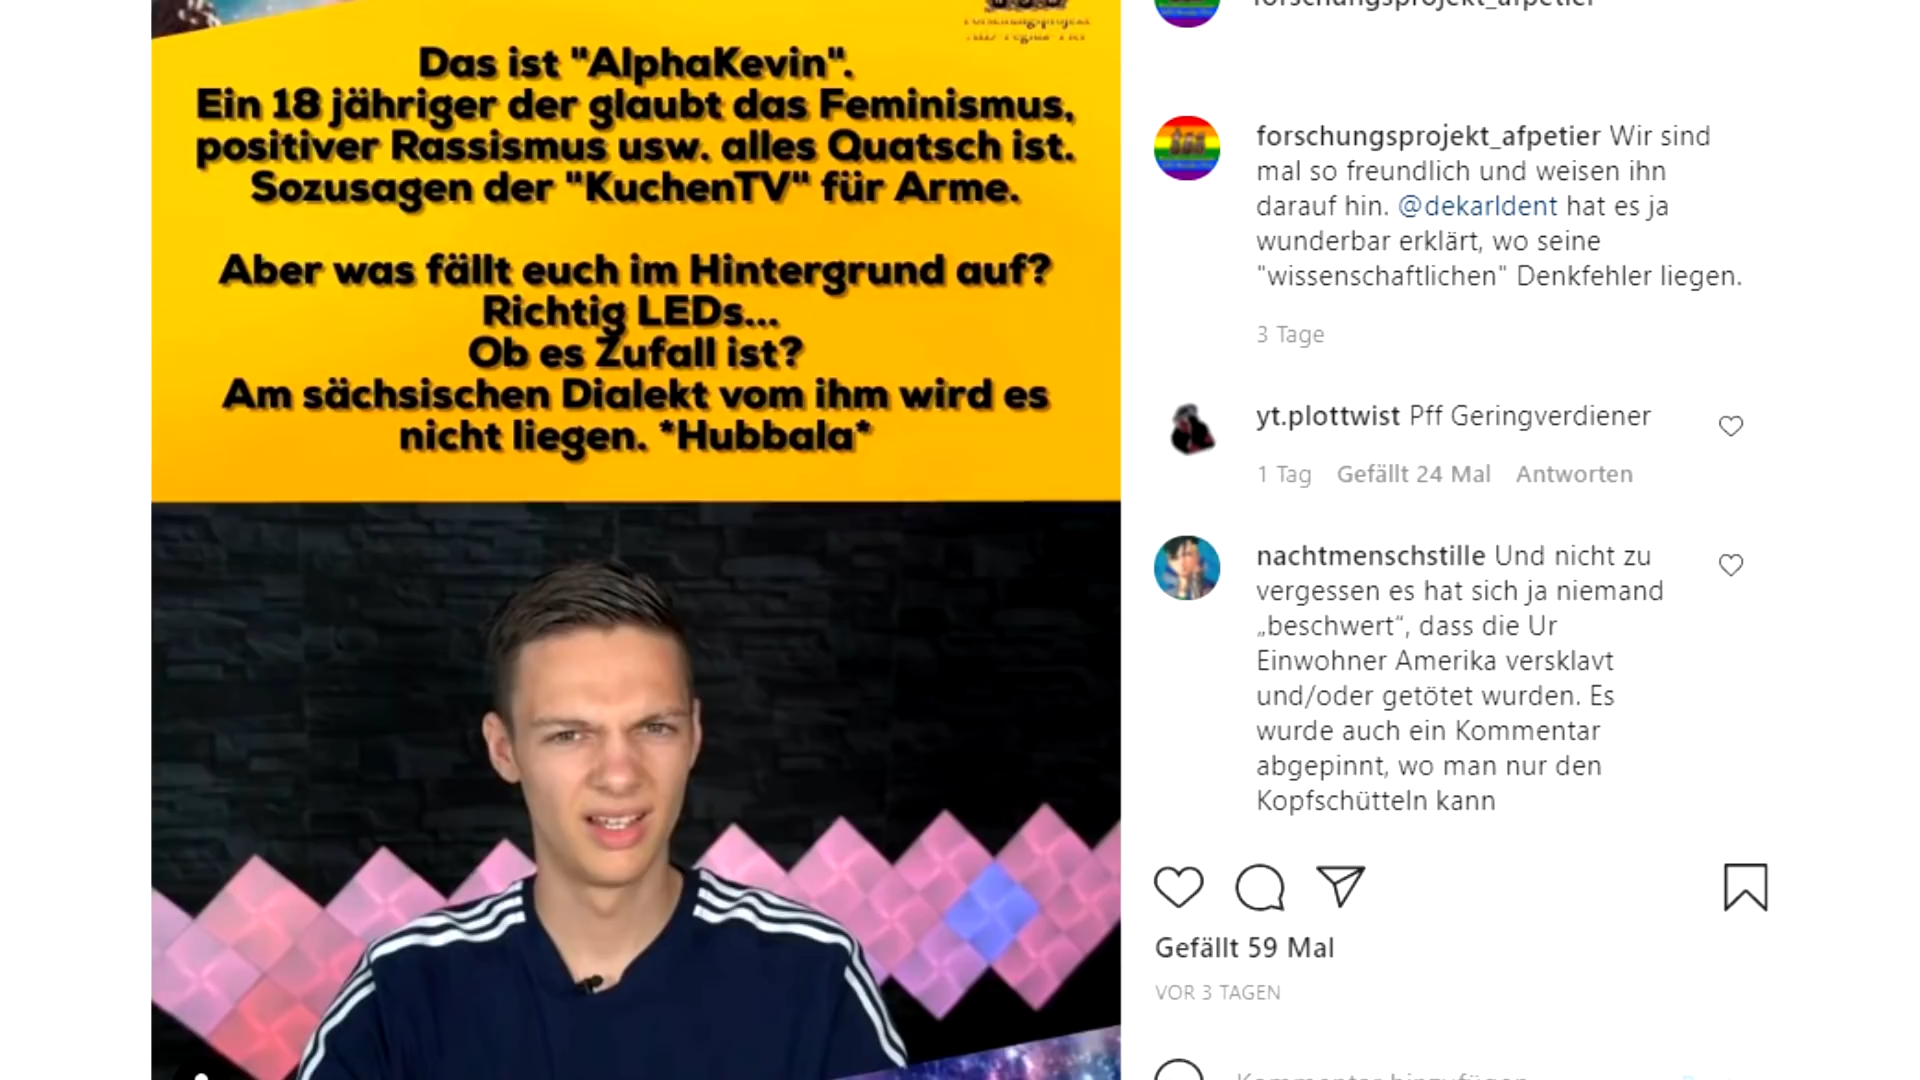 Das ist "AlphaKevin".
Ein 18 jähriger der glaubt das Feminismus,
positiver Rassismus usw. alles Quatsch ist.
Sozusagen der "KuchenTV" für Arme.
Aber was fällt euch im Hintergrund auf?
Richtig LEDs...
Ob es Zufall ist?
Am sächsischen Dialekt vom ihm wird es
nicht liegen. *Hubbala*
forschungsprojekt_afpetier
forschungsprojekt_afpetier Wir sind
mal so freundlich und weisen ihn
darauf hin. @dekarldent hat es ja
wunderbar erklärt, wo seine
"wissenschaftlichen" Denkfehler liegen.
3 Tage
yt.plottwist Pff Geringverdiener
1 Tag Gefällt 24 Mal Antworten
nachtmenschstille Und nicht zu
vergessen es hat sich ja niemand
„beschwert“, dass die Ur
Einwohner Amerika versklavt
und/oder getötet wurden. Es
wurde auch ein Kommentar
abgepinnt, wo man nur den
Kopfschütteln kann
Gefällt 59 Mal
VOR 3 TAGEN
Kommentar hinzufügen